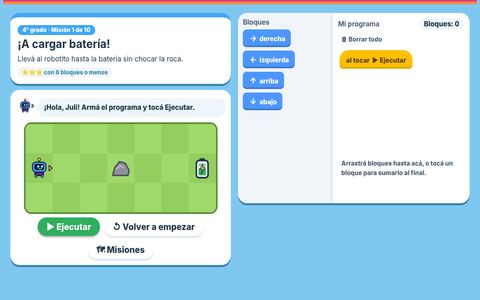 4º grado · Misión 1 de 10
¡A cargar batería!
Llevá al robotito hasta la batería sin chocar la roca.
⭐⭐⭐ con 8 bloques o menos
¡Hola, Juli! Armá el programa y tocá Ejecutar.
▶ Ejecutar
↺ Volver a empezar
🗺 Misiones
Bloques
→ derecha
← izquierda
↑ arriba
↓ abajo
Mi programa
Bloques: 0
🗑 Borrar todo
al tocar ▶ Ejecutar
Arrastrá bloques hasta acá, o tocá un
bloque para sumarlo al final.